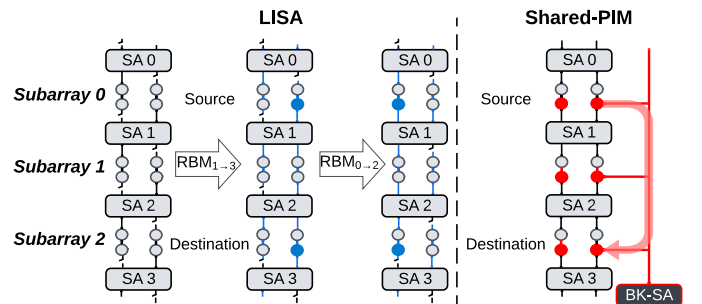 LISA
Shared-PIM
SA 0
SA 0
SA 0
SA 0
Subarray 0
Source
Source
SA 1
SA 1
SA 1
SA 1
Subarray 1
RBM1→3
RBM0→2
SA 2
SA 2
SA 2
SA 2
Subarray 2
Destination
Destination
SA 3
SA 3
SA 3
SA 3
BK-SA